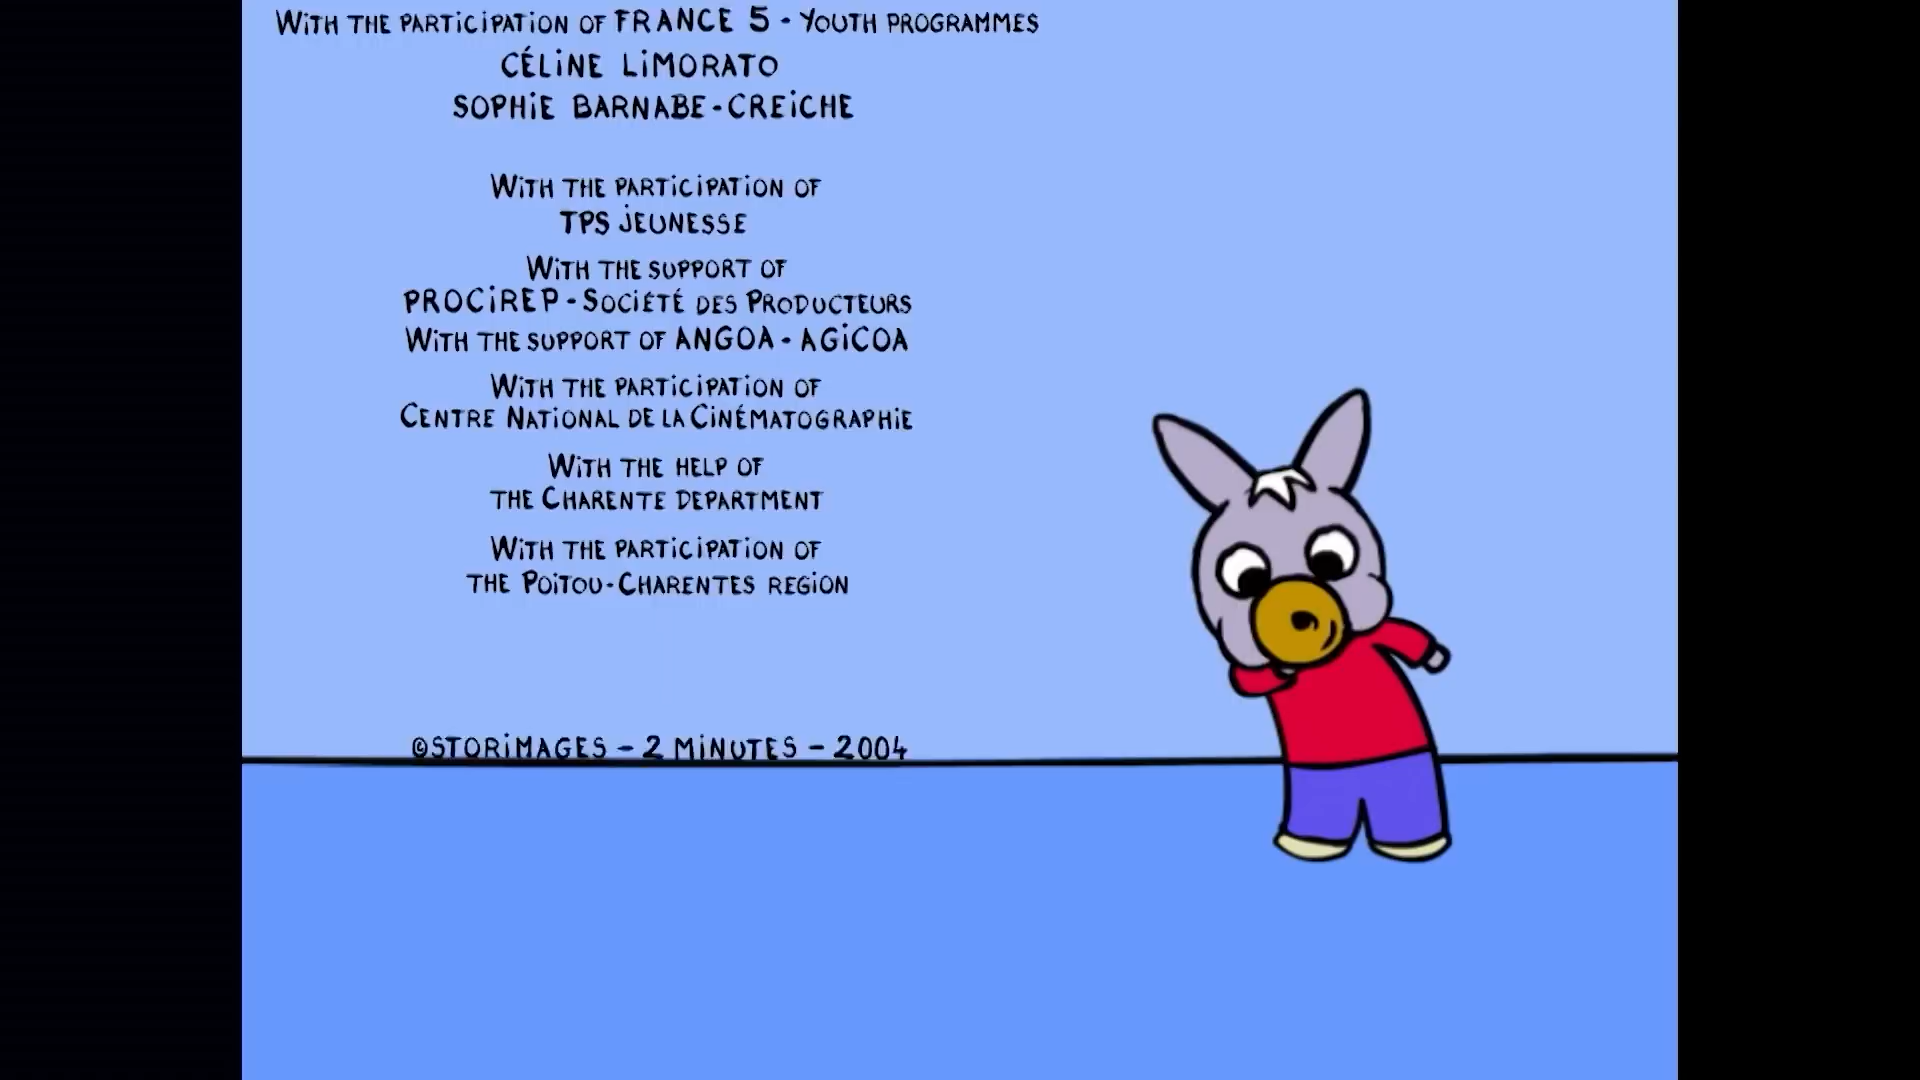 WiTH THE PARTiCiPATiON OF FRANCE 5 - YOUTH PROGRAMMES
CÉLiNE LiMORATO
SOPHiE BARNABE-CREiCHE
WiTH THE PARTiCiPATiON OF
TPS jEUNESSE
WiTH THE SUPPORT OF
PROCiREP - SOCiÉTÉ DES PRODUCTEURS
WiTH THE SUPPORT OF ANGOA - AGiCOA
WiTH THE PARTiCiPATiON OF
CENTRE NATiONAL DE LA CiNÉMATOGRAPHiE
WiTH THE HELP OF
THE CHARENTE DEPARTMENT
WiTH THE PARTiCiPATiON OF
THE POiTOU-CHARENTES REGiON
©STORiMAGES - 2 MiNUTES - 2004